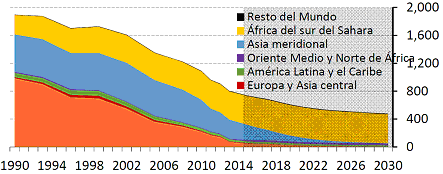 Resto del Mundo
África del sur del Sahara
Asia meridional
Oriente Medio y Norte de África
América Latina y el Caribe
Europa y Asia central
2,000
1,600
1,200
800
400
0
1990 1994 1998 2002 2006 2010 2014 2018 2022 2026 2030